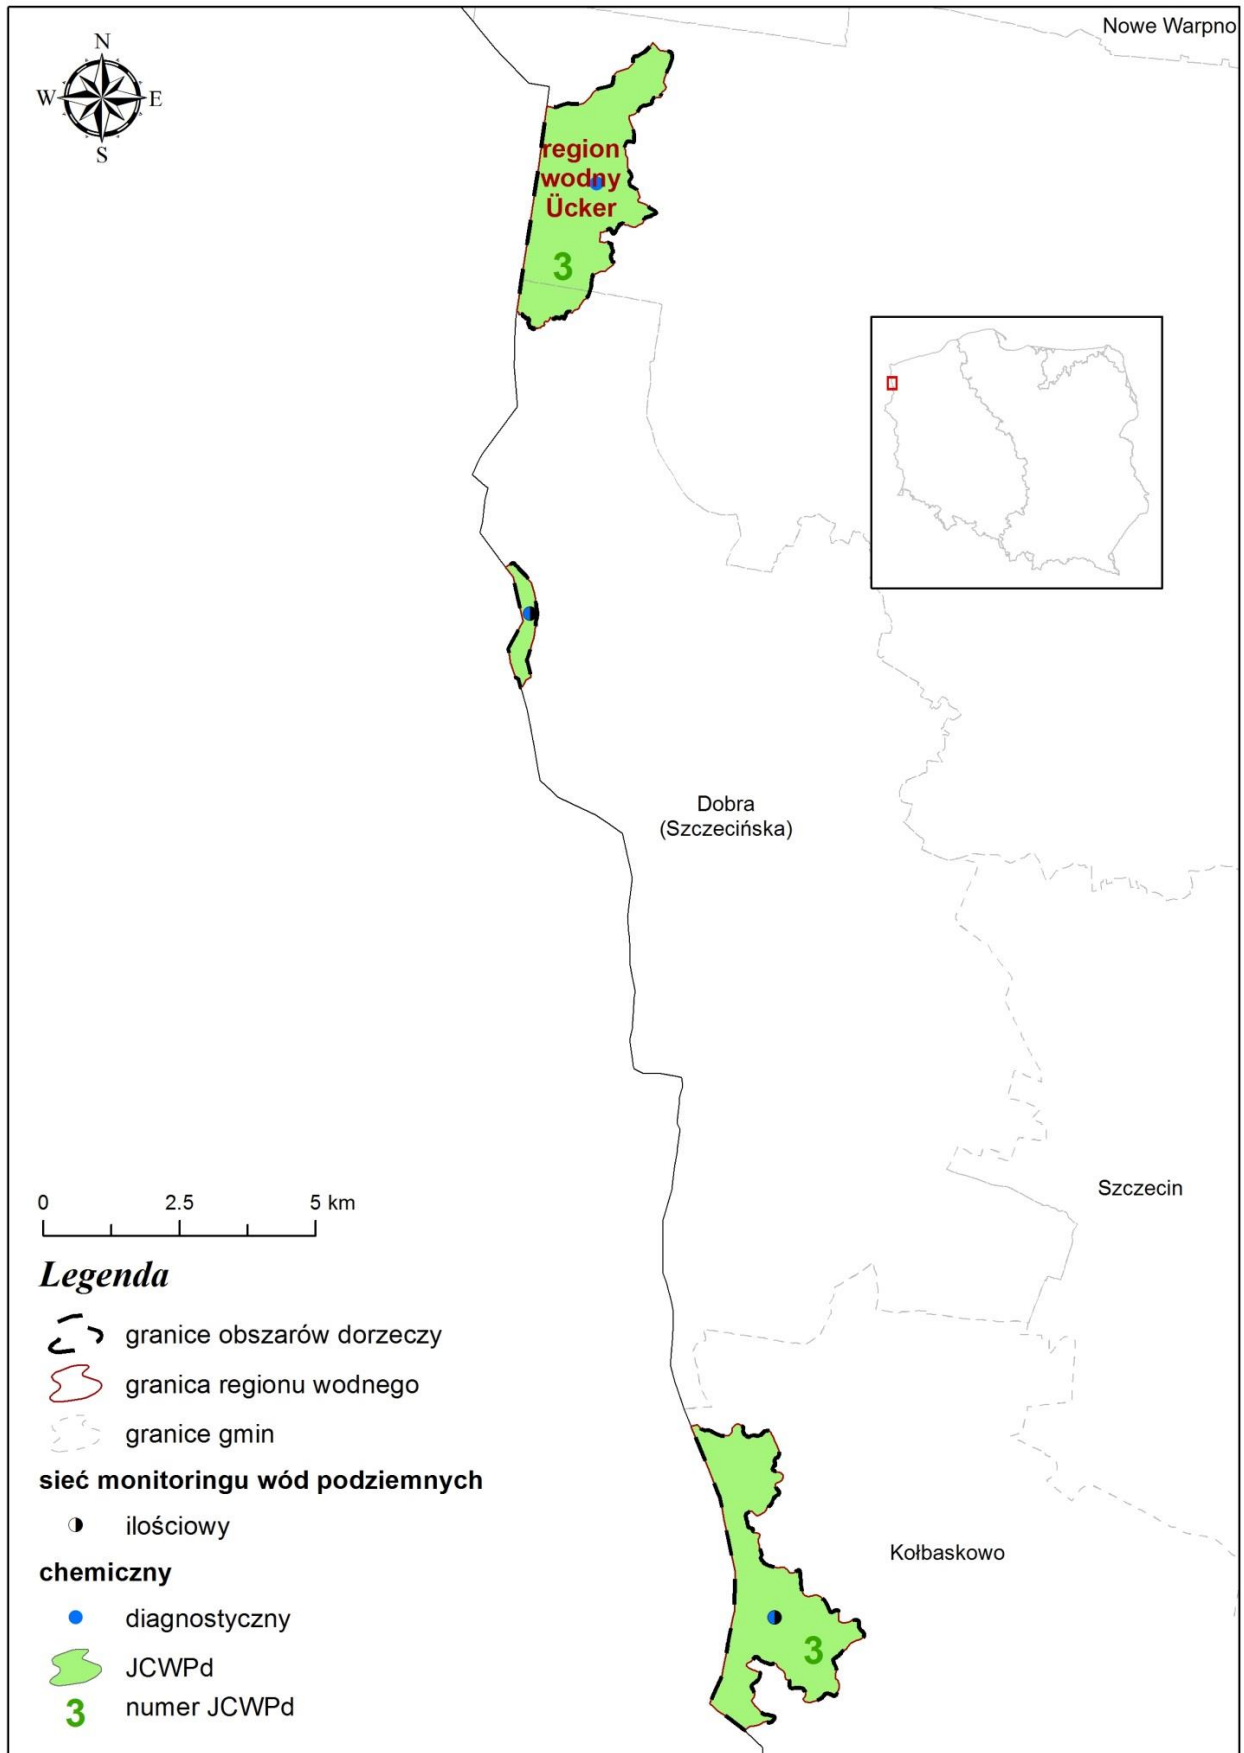 Nowe Warpno
N
W
E
S
region
wodny
Ücker
3
Dobra
(Szczecińska)
Szczecin
0 2.5 5 km
Legenda
granice obszarów dorzeczy
granica regionu wodnego
granice gmin
sieć monitoringu wód podziemnych
ilościowy
chemiczny
diagnostyczny
JCWPd
3 numer JCWPd
Kołbaskowo
3